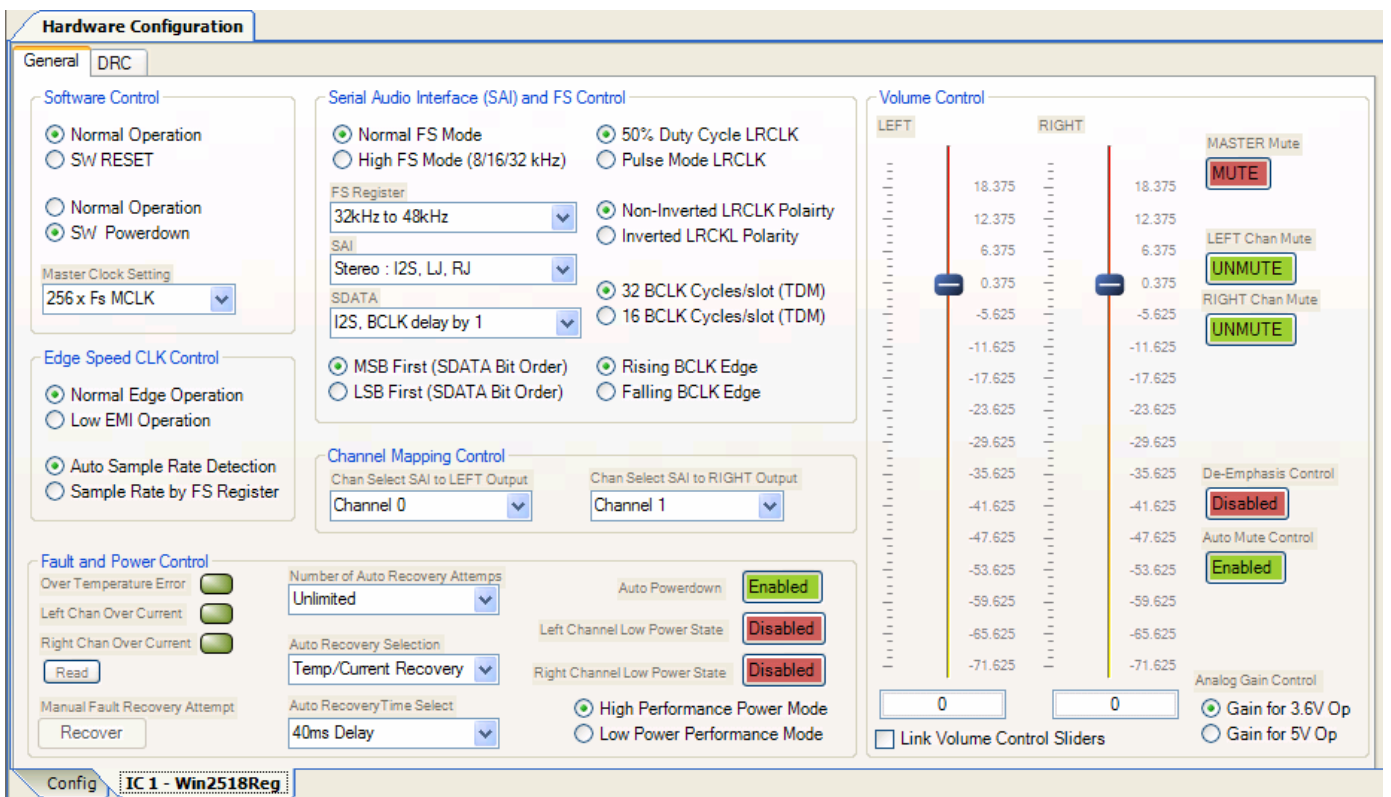 Hardware Configuration
General
DRC
Software Control
Normal Operation
SW RESET
Normal Operation
SW Powerdown
Master Clock Setting
256 x Fs MCLK
Edge Speed CLK Control
Normal Edge Operation
Low EMI Operation
Auto Sample Rate Detection
Sample Rate by FS Register
Serial Audio Interface (SAI) and FS Control
Normal FS Mode
High FS Mode (8/16/32 kHz)
FS Register
32kHz to 48kHz
SAI
Stereo : I2S, LJ, RJ
SDATA
I2S, BCLK delay by 1
MSB First (SDATA Bit Order)
LSB First (SDATA Bit Order)
50% Duty Cycle LRCLK
Pulse Mode LRCLK
Non-Inverted LRCLK Polairty
Inverted LRCKL Polarity
32 BCLK Cycles/slot (TDM)
16 BCLK Cycles/slot (TDM)
Rising BCLK Edge
Falling BCLK Edge
Channel Mapping Control
Chan Select SAI to LEFT Output
Channel 0
Chan Select SAI to RIGHT Output
Channel 1
Fault and Power Control
Over Temperature Error
Left Chan Over Current
Right Chan Over Current
Read
Manual Fault Recovery Attempt
Recover
Number of Auto Recovery Attemps
Unlimited
Auto Recovery Selection
Temp/Current Recovery
Auto RecoveryTime Select
40ms Delay
Auto Powerdown
Enabled
Left Channel Low Power State
Disabled
Right Channel Low Power State
Disabled
High Performance Power Mode
Low Power Performance Mode
Volume Control
LEFT
18.375
12.375
6.375
0.375
-5.625
-11.625
-17.625
-23.625
-29.625
-35.625
-41.625
-47.625
-53.625
-59.625
-65.625
-71.625
0
RIGHT
18.375
12.375
6.375
0.375
-5.625
-11.625
-17.625
-23.625
-29.625
-35.625
-41.625
-47.625
-53.625
-59.625
-65.625
-71.625
0
Link Volume Control Sliders
MASTER Mute
MUTE
LEFT Chan Mute
UNMUTE
RIGHT Chan Mute
UNMUTE
De-Emphasis Control
Disabled
Auto Mute Control
Enabled
Analog Gain Control
Gain for 3.6V Op
Gain for 5V Op
Config
IC 1 - Win2518Reg